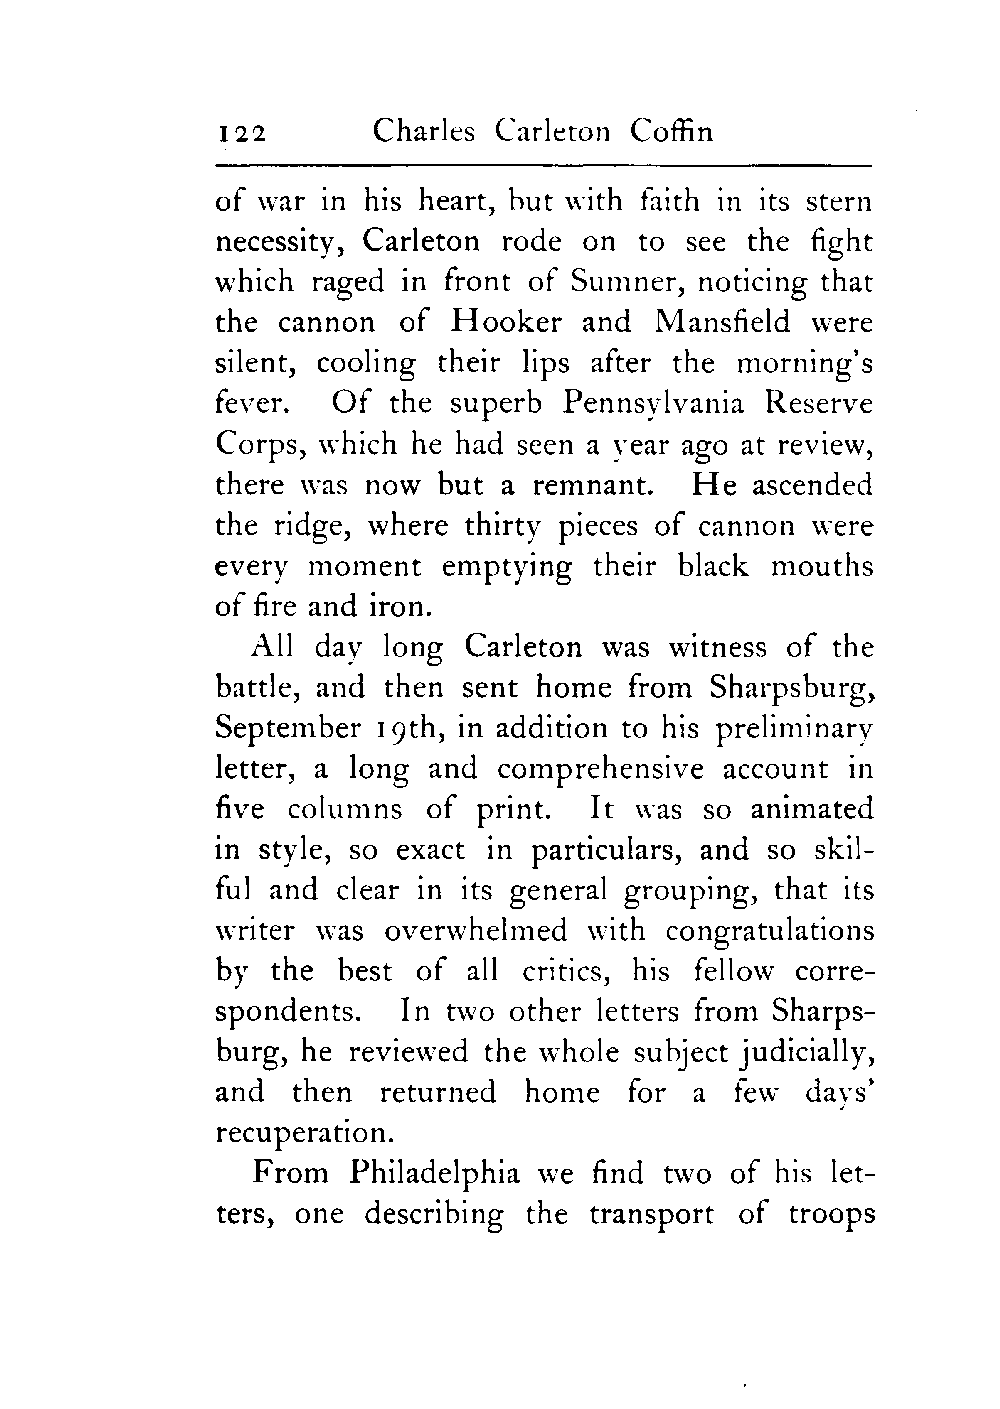 122 Charles Carleton Coffin
of war in his heart, but with faith in its stern
necessity, Carleton rode on to see the fight
which raged in front of Sumner, noticing that
the cannon of Hooker and Mansfield were
silent, cooling their lips after the morning's
fever. Of the superb Pennsylvania Reserve
Corps, which he had seen a year ago at review,
there was now but a remnant. He ascended
the ridge, where thirty pieces of cannon were
every moment emptying their black mouths
of fire and iron.
All day long Carleton was witness of the
battle, and then sent home from Sharpsburg,
September 19th, in addition to his preliminary
letter, a long and comprehensive account in
five columns of print. It was so animated
in style, so exact in particulars, and so skil-
ful and clear in its general grouping, that its
writer was overwhelmed with congratulations
by the best of all critics, his fellow corre-
spondents. In two other letters from Sharps-
burg, he reviewed the whole subject judicially,
and then returned home for a few days'
recuperation.
From Philadelphia we find two of his let-
ters, one describing the transport of troops